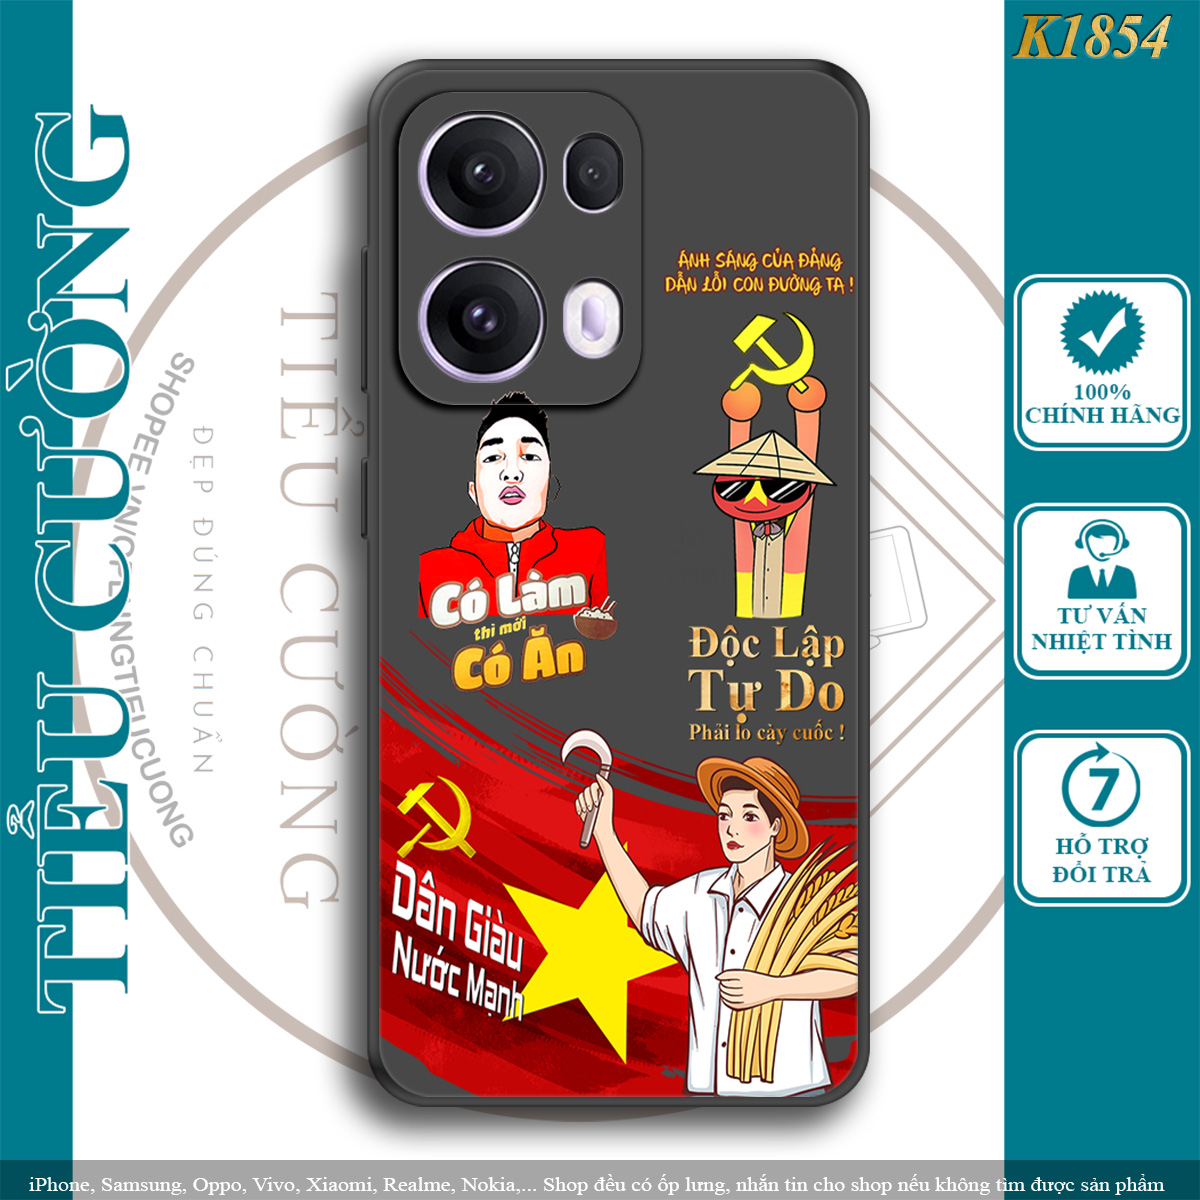 K1854
TIỂU CƯỜNG
TIỂU CƯỜNG
ĐẸP ĐÚNG CHUẨN
ÁNH SÁNG CỦA ĐẢNG
DẪN LỖI CON ĐƯỜNG TA !
Có Làm
thì mới
Có Ăn
Độc Lập
Tự Do
Phải lo cày cuốc !
Dân Giàu
Nước Mạnh
100%
CHÍNH HÃNG
TƯ VẤN
NHIỆT TÌNH
7
HỖ TRỢ
ĐỔI TRẢ
iPhone, Samsung, Oppo, Vivo, Xiaomi, Realme, Nokia,... Shop đều có ốp lưng, nhắn tin cho shop nếu không tìm được sản phẩm